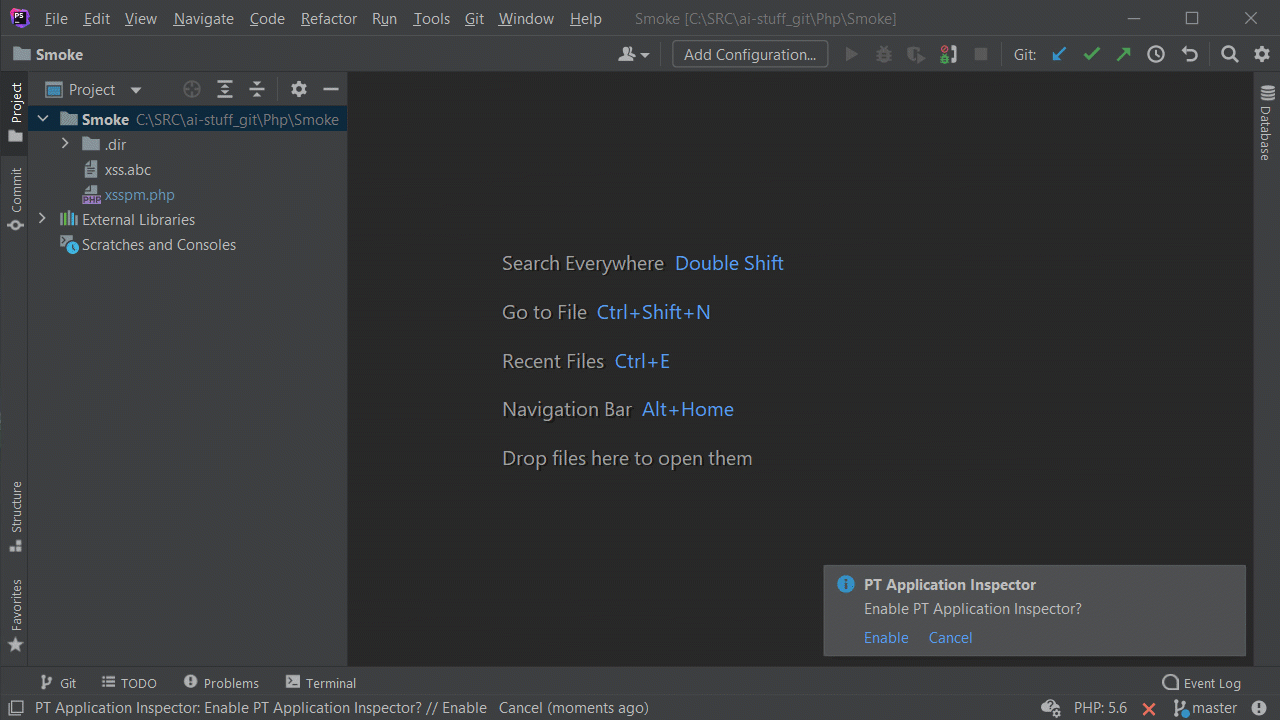 PS File Edit View Navigate Code Refactor Run Tools Git Window Help Smoke [C:\SRC\ai-stuff_git\Php\Smoke]
Smoke Add Configuration... Git:
Project
Project
Smoke C:\SRC\ai-stuff_git\Php\Smoke
.dir
xss.abc
PHP xsspm.php
External Libraries
Scratches and Consoles
Commit
Structure
Favorites
Database
Search Everywhere Double Shift
Go to File Ctrl+Shift+N
Recent Files Ctrl+E
Navigation Bar Alt+Home
Drop files here to open them
PT Application Inspector
Enable PT Application Inspector?
Enable Cancel
Git TODO Problems Terminal Event Log
PT Application Inspector: Enable PT Application Inspector? // Enable Cancel (moments ago) PHP: 5.6 master